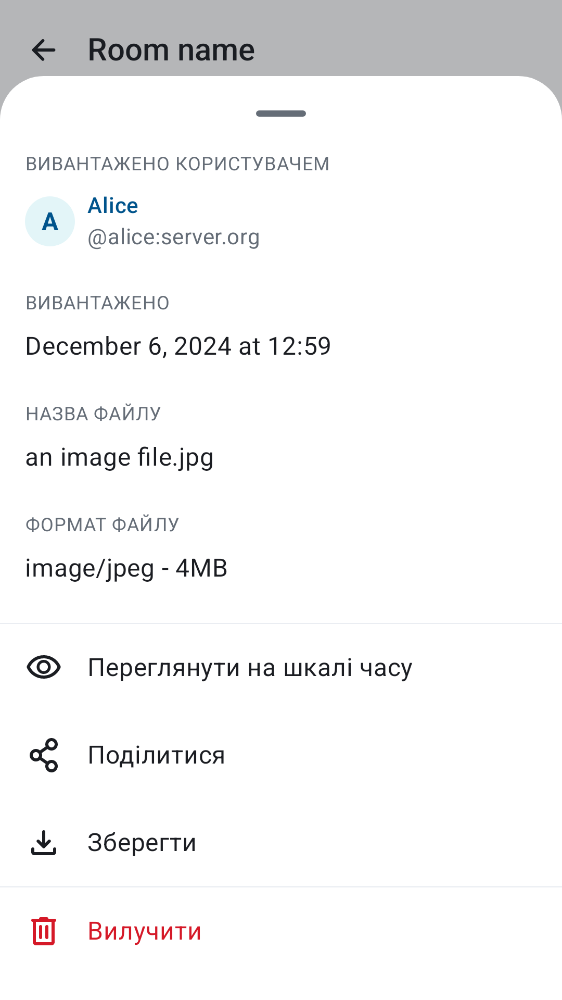 Room name
ВИВАНТАЖЕНО КОРИСТУВАЧЕМ
A
Alice
@alice:server.org
ВИВАНТАЖЕНО
December 6, 2024 at 12:59
НАЗВА ФАЙЛУ
an image file.jpg
ФОРМАТ ФАЙЛУ
image/jpeg - 4MB
Переглянути на шкалі часу
Поділитися
Зберегти
Вилучити